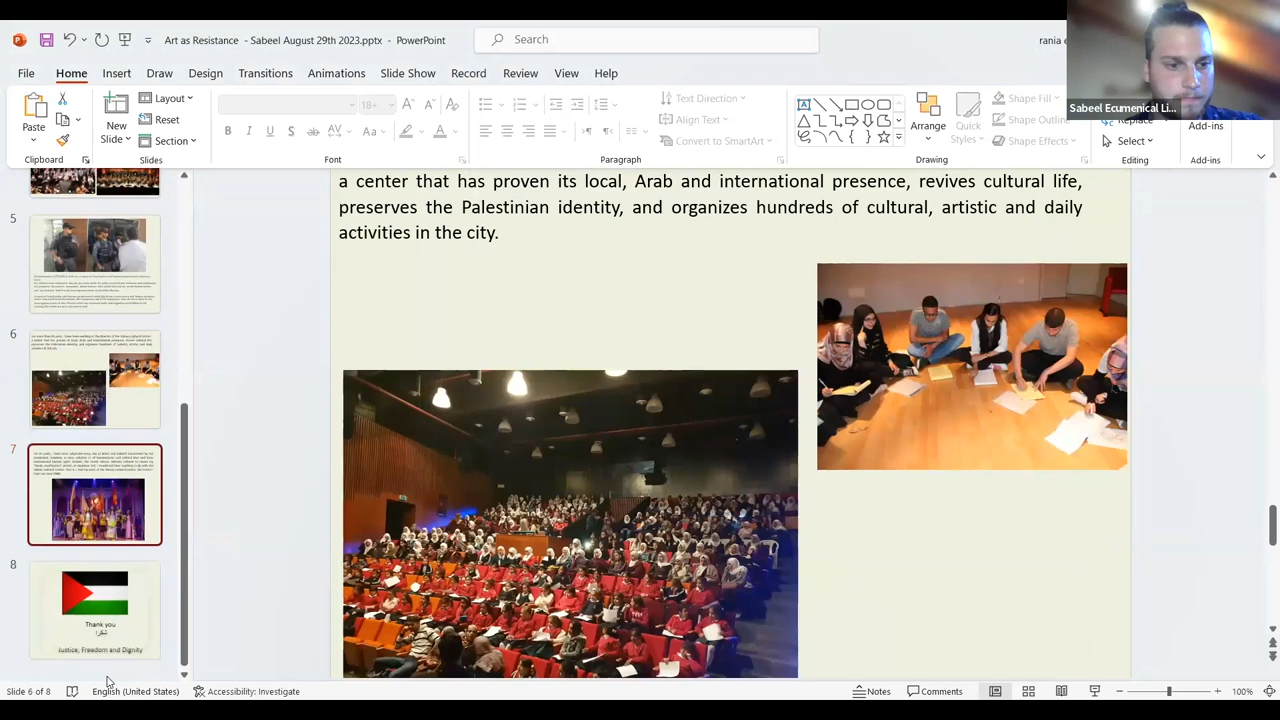 Art as Resistance - Sabeel August 29th 2023.pptx - PowerPoint
Search
rania e
File Home Insert Draw Design Transitions Animations Slide Show Record Review View Help
Sabeel Ecumenical Li...
Paste
Clipboard
New Slide
Layout
Reset
Section
Slides
18+
Font
Text Direction
Align Text
Convert to SmartArt
Paragraph
Arrange
Quick Styles
Shape Fill
Shape Outline
Shape Effects
Drawing
Replace
Select
Editing
Add-ins
Add-ins
a center that has proven its local, Arab and international presence, revives cultural life,
preserves the Palestinian identity, and organizes hundreds of cultural, artistic and daily
activities in the city.
5
6
7
8
Thank you
شكرا
Justice, Freedom and Dignity
Slide 6 of 8
English (United States)
Accessibility: Investigate
Notes
Comments
100%